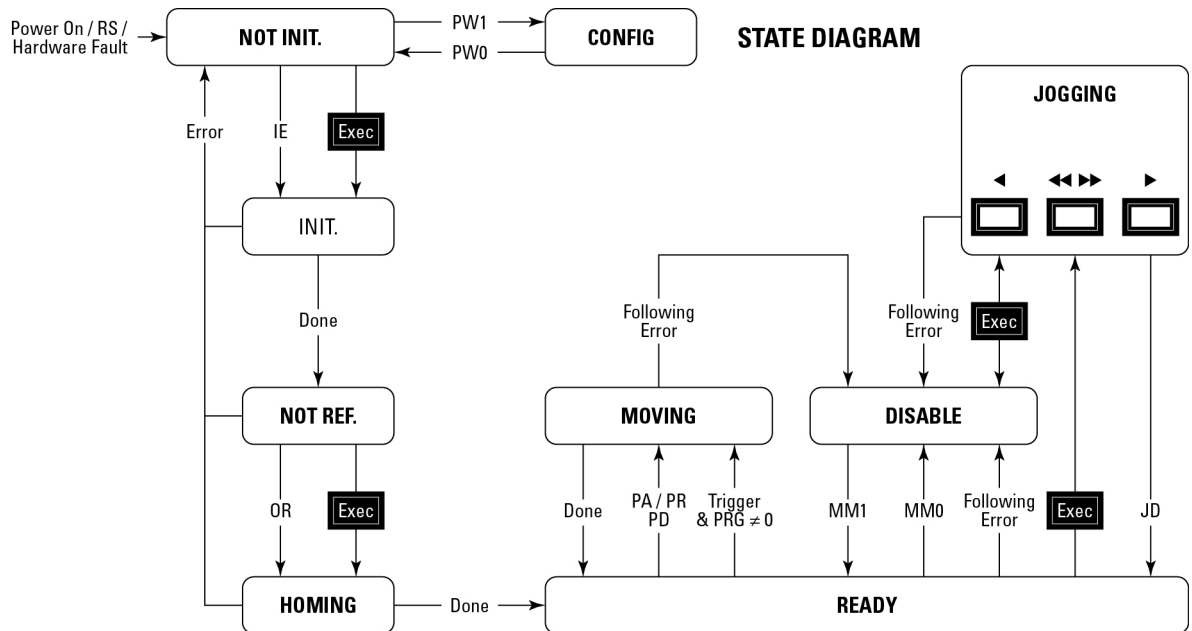 Power On / RS /
Hardware Fault
NOT INIT.
PW1
PW0
CONFIG
STATE DIAGRAM
JOGGING
Error
IE
Exec
INIT.
Done
Following
Error
Following
Error
Exec
NOT REF.
MOVING
DISABLE
OR
Exec
Done
PA / PR
PD
Trigger
& PRG ≠ 0
MM1
MM0
Following
Error
Exec
JD
HOMING
Done
READY